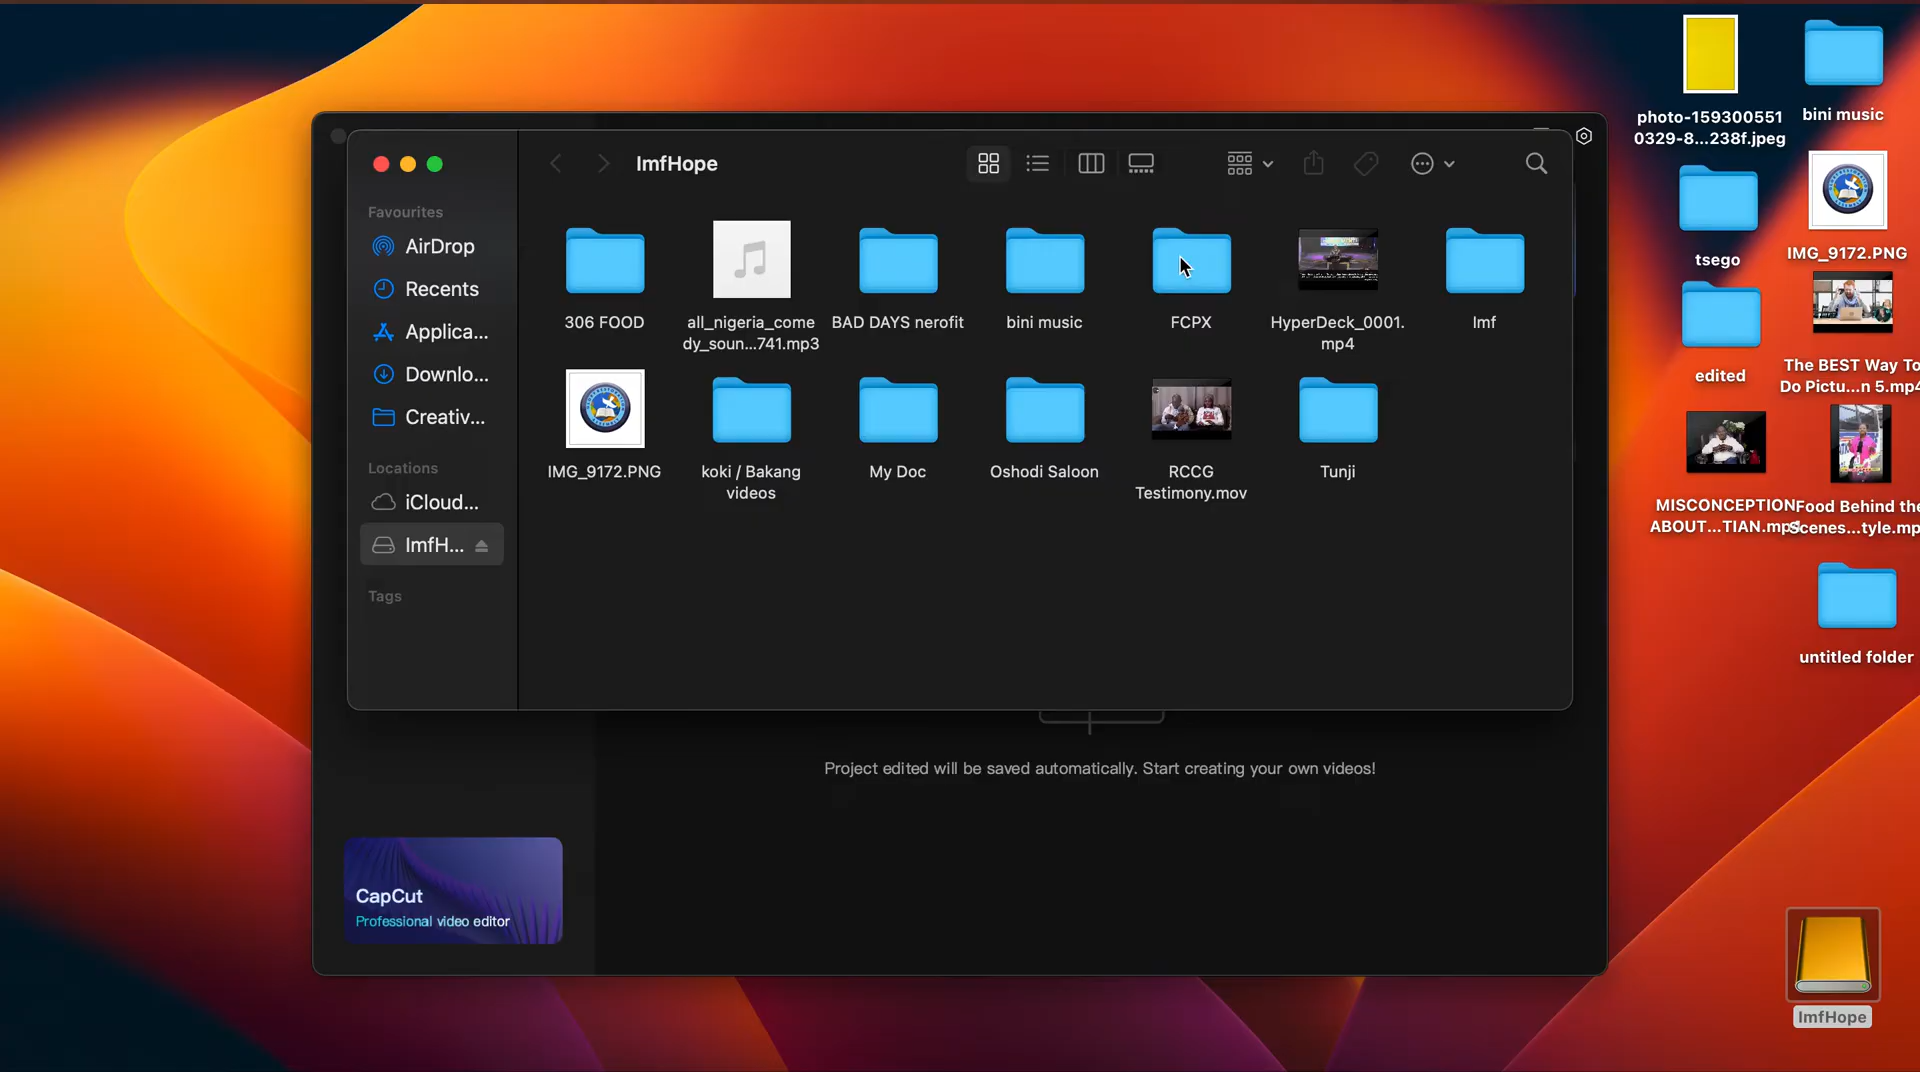 ImfHope
Favourites
AirDrop
Recents
Applica...
Downlo...
Creativ...
Locations
iCloud...
ImfH...
Tags
306 FOOD
all_nigeria_come
dy_soun...741.mp3
BAD DAYS nerofit
bini music
FCPX
HyperDeck_0001.
mp4
Imf
IMG_9172.PNG
koki / Bakang
videos
My Doc
Oshodi Saloon
RCCG
Testimony.mov
Tunji
Project edited will be saved automatically. Start creating your own videos!
CapCut
Professional video editor
photo-159300551
0329-8...238f.jpeg
bini music
tsego
IMG_9172.PNG
edited
The BEST Way To
Do Pictu...n 5.mp4
MISCONCEPTION
ABOUT...TIAN.mp4
Food Behind the
Scenes...tyle.mp
untitled folder
ImfHope